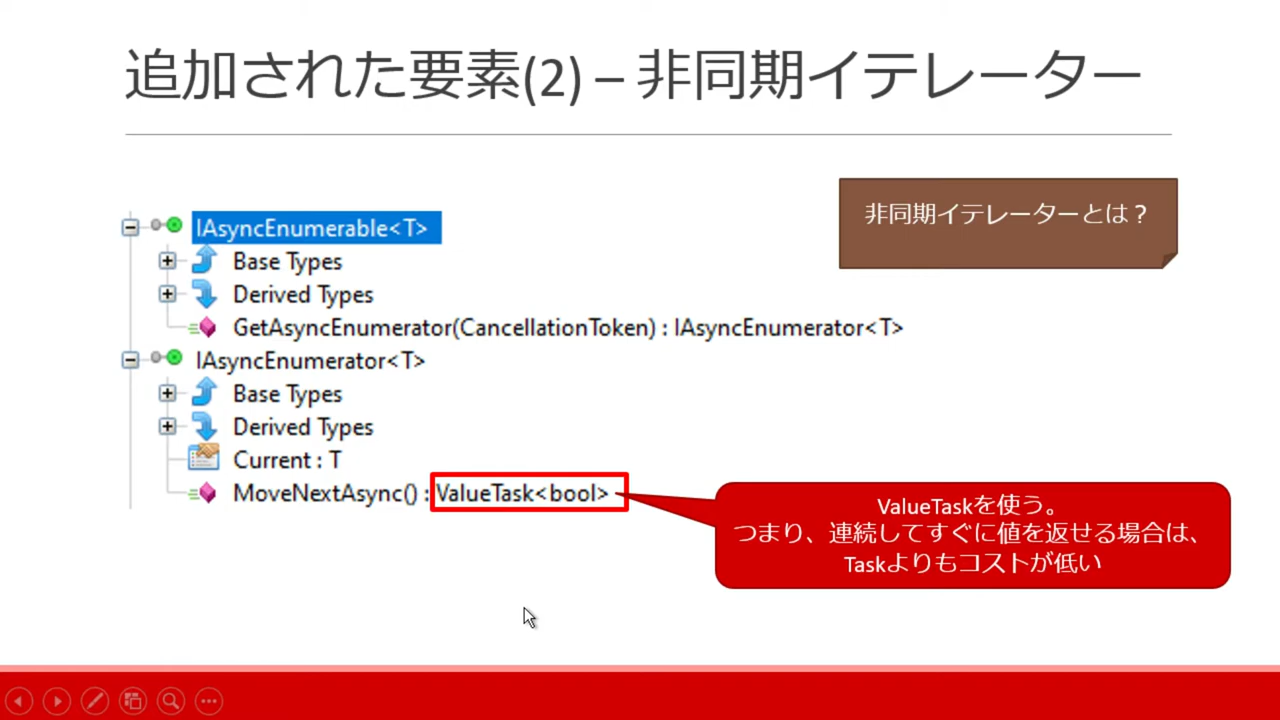 追加された要素(2) – 非同期イテレーター
非同期イテレーターとは？
IAsyncEnumerable<T>
Base Types
Derived Types
GetAsyncEnumerator(CancellationToken) : IAsyncEnumerator<T>
IAsyncEnumerator<T>
Base Types
Derived Types
Current : T
MoveNextAsync() : ValueTask<bool>
ValueTaskを使う。
つまり、連続してすぐに値を返せる場合は、
Taskよりもコストが低い